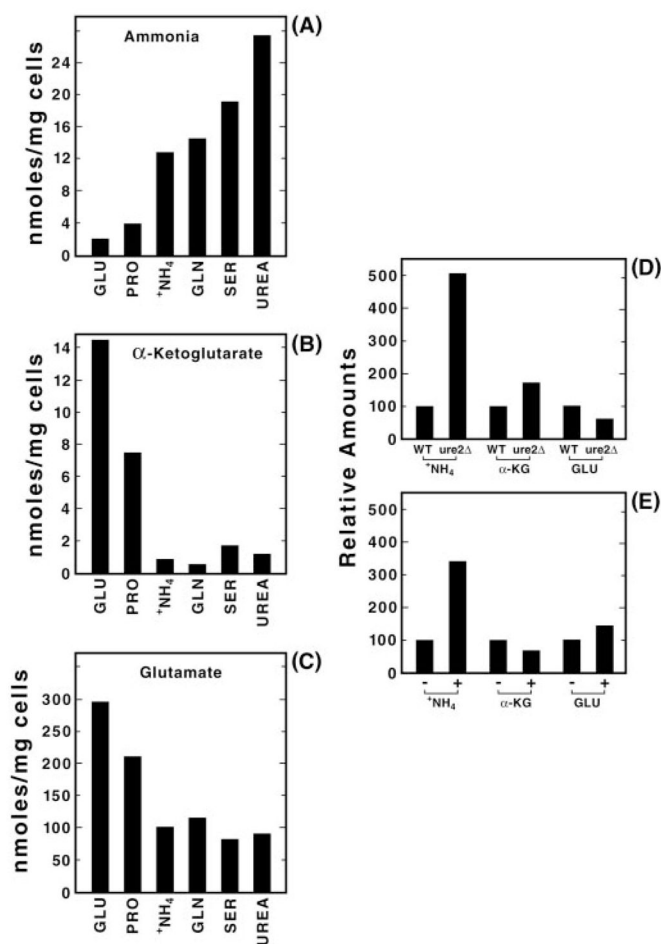 (A)
Ammonia
nmoles/mg cells
24
20
16
12
8
4
0
GLU PRO ⁺NH₄ GLN SER UREA
(B)
α-Ketoglutarate
nmoles/mg cells
14
12
10
8
6
4
2
0
GLU PRO ⁺NH₄ GLN SER UREA
(C)
Glutamate
nmoles/mg cells
300
250
200
150
100
50
0
GLU PRO ⁺NH₄ GLN SER UREA
Relative Amounts
(D)
500
400
300
200
100
0
WT ure2Δ WT ure2Δ WT ure2Δ
⁺NH₄ α-KG GLU
(E)
500
400
300
200
100
0
- + - + - +
⁺NH₄ α-KG GLU